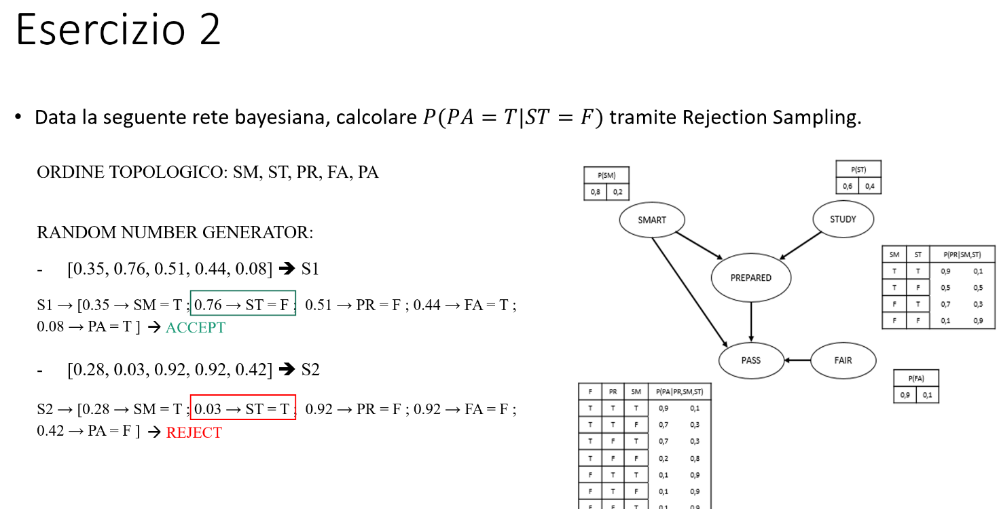 Esercizio 2
• Data la seguente rete bayesiana, calcolare P(PA = T|ST = F) tramite Rejection Sampling.
ORDINE TOPOLOGICO: SM, ST, PR, FA, PA
RANDOM NUMBER GENERATOR:
- [0.35, 0.76, 0.51, 0.44, 0.08] ➔ S1
S1 → [0.35 → SM = T ; 0.76 → ST = F ; 0.51 → PR = F ; 0.44 → FA = T ;
0.08 → PA = T ] → ACCEPT
- [0.28, 0.03, 0.92, 0.92, 0.42] ➔ S2
S2 → [0.28 → SM = T ; 0.03 → ST = T ; 0.92 → PR = F ; 0.92 → FA = F ;
0.42 → PA = F ] → REJECT
P(SM)
0,8 0,2
P(ST)
0,6 0,4
SMART
STUDY
PREPARED
SM ST P(PR|SM,ST)
T T 0,9 0,1
T F 0,5 0,5
F T 0,7 0,3
F F 0,1 0,9
PASS
FAIR
P(FA)
0,9 0,1
F PR SM P(PA|PR,SM,ST)
T T T 0,9 0,1
T T F 0,7 0,3
T F T 0,7 0,3
T F F 0,2 0,8
F T T 0,1 0,9
F T F 0,1 0,9
F F T 0,1 0,9